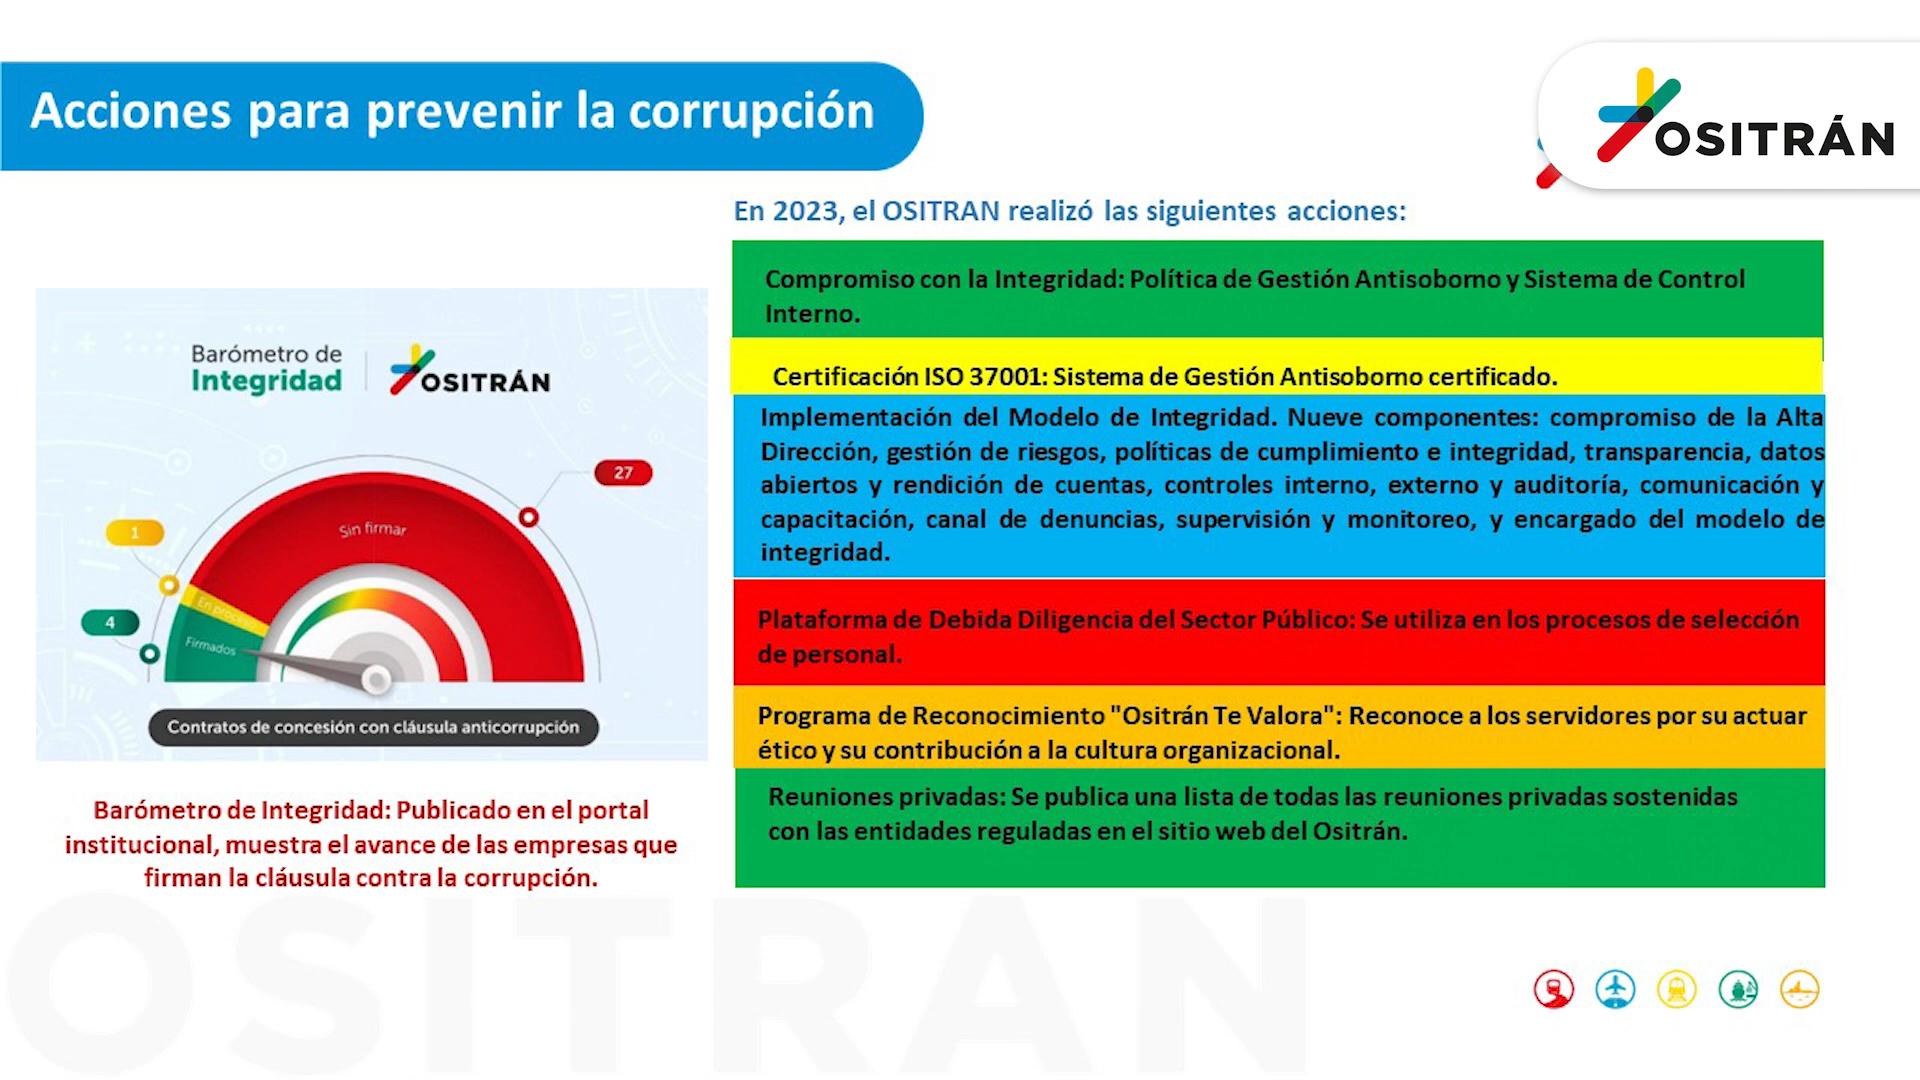 Acciones para prevenir la corrupción
OSITRÁN
En 2023, el OSITRAN realizó las siguientes acciones:
Compromiso con la Integridad: Política de Gestión Antisoborno y Sistema de Control
Interno.
Certificación ISO 37001: Sistema de Gestión Antisoborno certificado.
Implementación del Modelo de Integridad. Nueve componentes: compromiso de la Alta
Dirección, gestión de riesgos, políticas de cumplimiento e integridad, transparencia, datos
abiertos y rendición de cuentas, controles interno, externo y auditoría, comunicación y
capacitación, canal de denuncias, supervisión y monitoreo, y encargado del modelo de
integridad.
Plataforma de Debida Diligencia del Sector Público: Se utiliza en los procesos de selección
de personal.
Programa de Reconocimiento "Ositrán Te Valora": Reconoce a los servidores por su actuar
ético y su contribución a la cultura organizacional.
Reuniones privadas: Se publica una lista de todas las reuniones privadas sostenidas
con las entidades reguladas en el sitio web del Ositrán.
Barómetro de
Integridad
OSITRÁN
27
Sin firmar
1
En proceso
4
Firmados
Contratos de concesión con cláusula anticorrupción
Barómetro de Integridad: Publicado en el portal
institucional, muestra el avance de las empresas que
firman la cláusula contra la corrupción.
OSITRAN